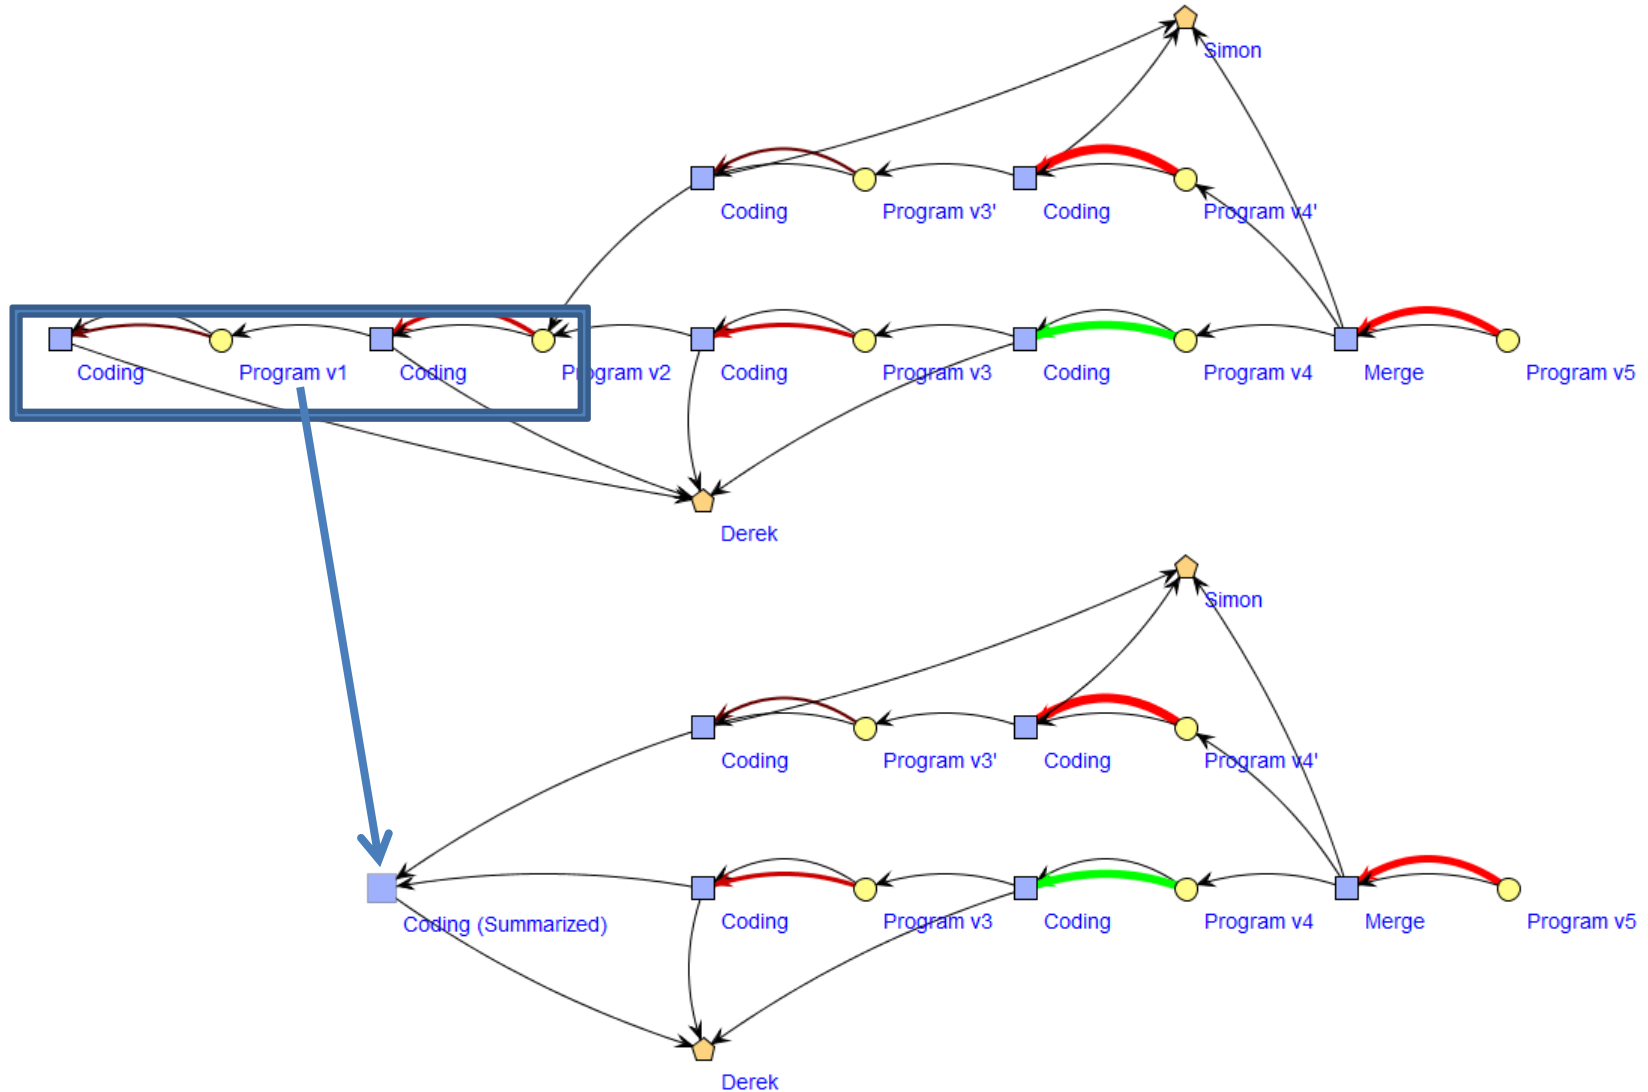 Simon
Coding
Program v3'
Coding
Program v4'
Coding
Program v1
Coding
Program v2
Coding
Program v3
Coding
Program v4
Merge
Program v5
Derek
Simon
Coding
Program v3'
Coding
Program v4'
Coding (Summarized)
Coding
Program v3
Coding
Program v4
Merge
Program v5
Derek